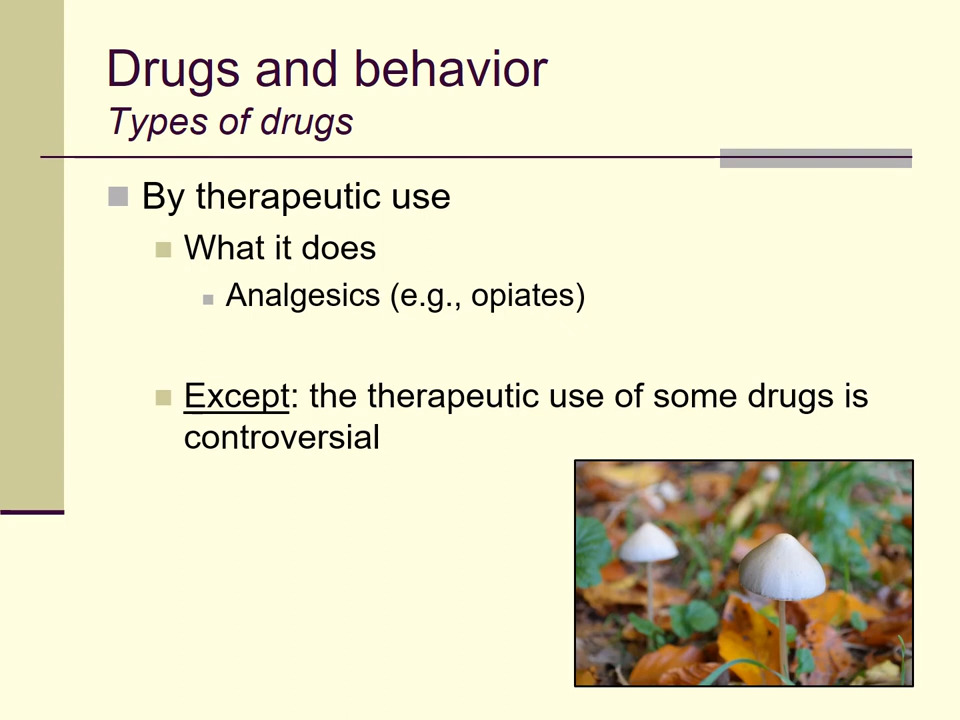 Drugs and behavior
Types of drugs
By therapeutic use
What it does
Analgesics (e.g., opiates)
Except: the therapeutic use of some drugs is
controversial